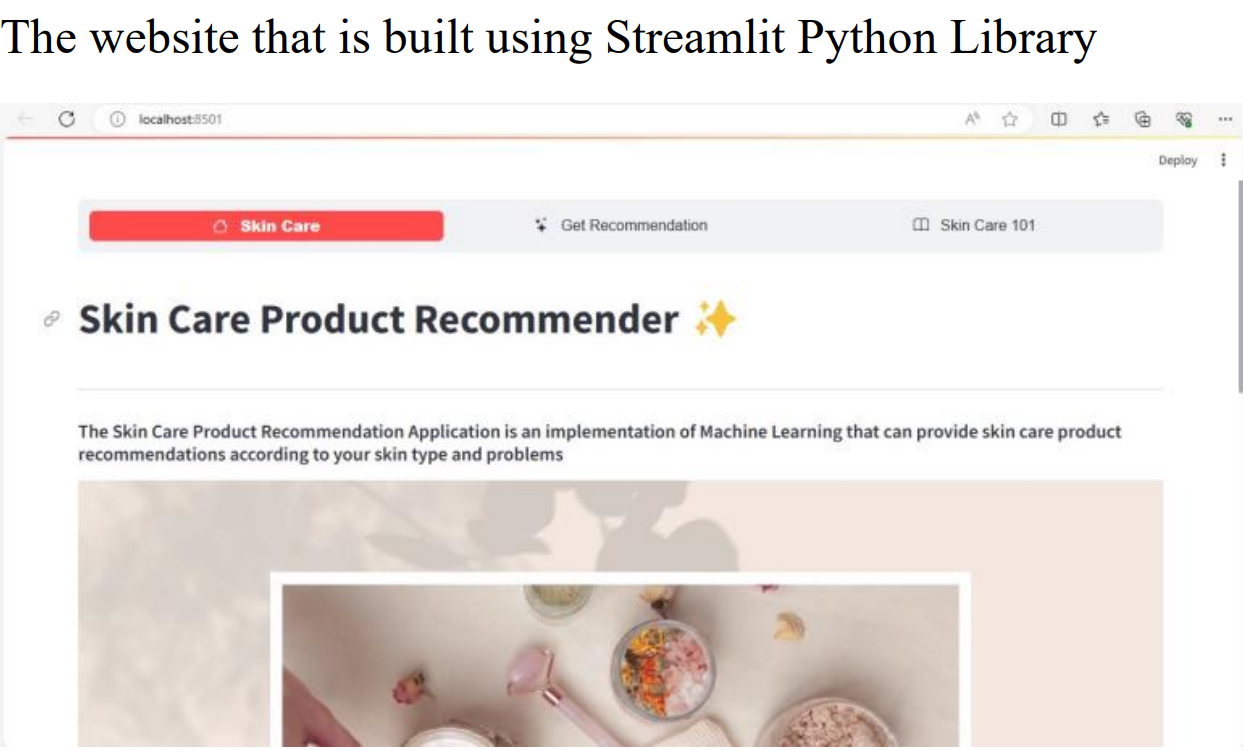 The website that is built using Streamlit Python Library
localhost:8501
Deploy
Skin Care Get Recommendation Skin Care 101
Skin Care Product Recommender ✨
The Skin Care Product Recommendation Application is an implementation of Machine Learning that can provide skin care product
recommendations according to your skin type and problems